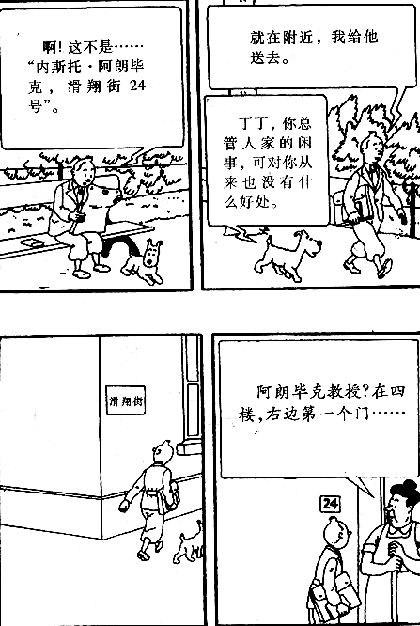 啊！这不是……
“内斯托·阿朗毕
克，滑翔街 24
号”。
就在附近，我给他
送去。
丁丁，你总
管人家的闲
事，可对你从
来也没有什
么好处。
滑翔街
阿朗毕克教授？在四
楼，右边第一个门……
24